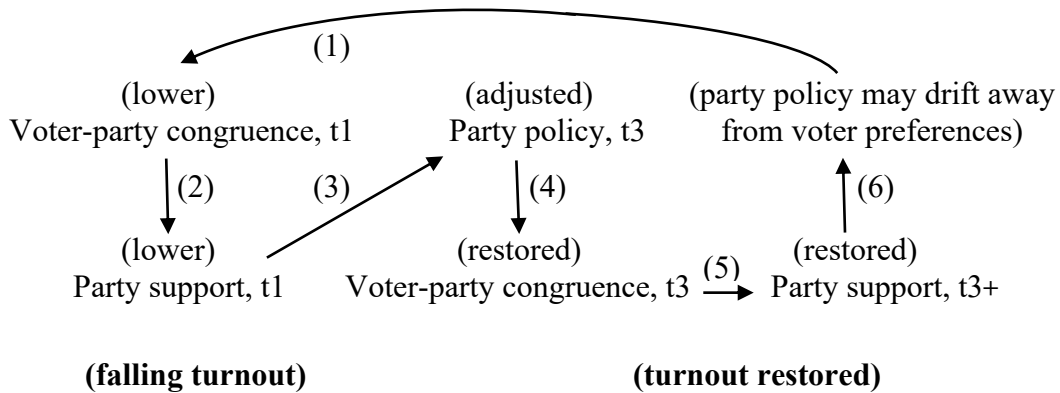 (1)
(lower)
Voter-party congruence, t1
(adjusted)
Party policy, t3
(party policy may drift away
from voter preferences)
(2)
(3)
(4)
(6)
(lower)
Party support, t1
(restored)
Voter-party congruence, t3
(5)
(restored)
Party support, t3+
(falling turnout)
(turnout restored)